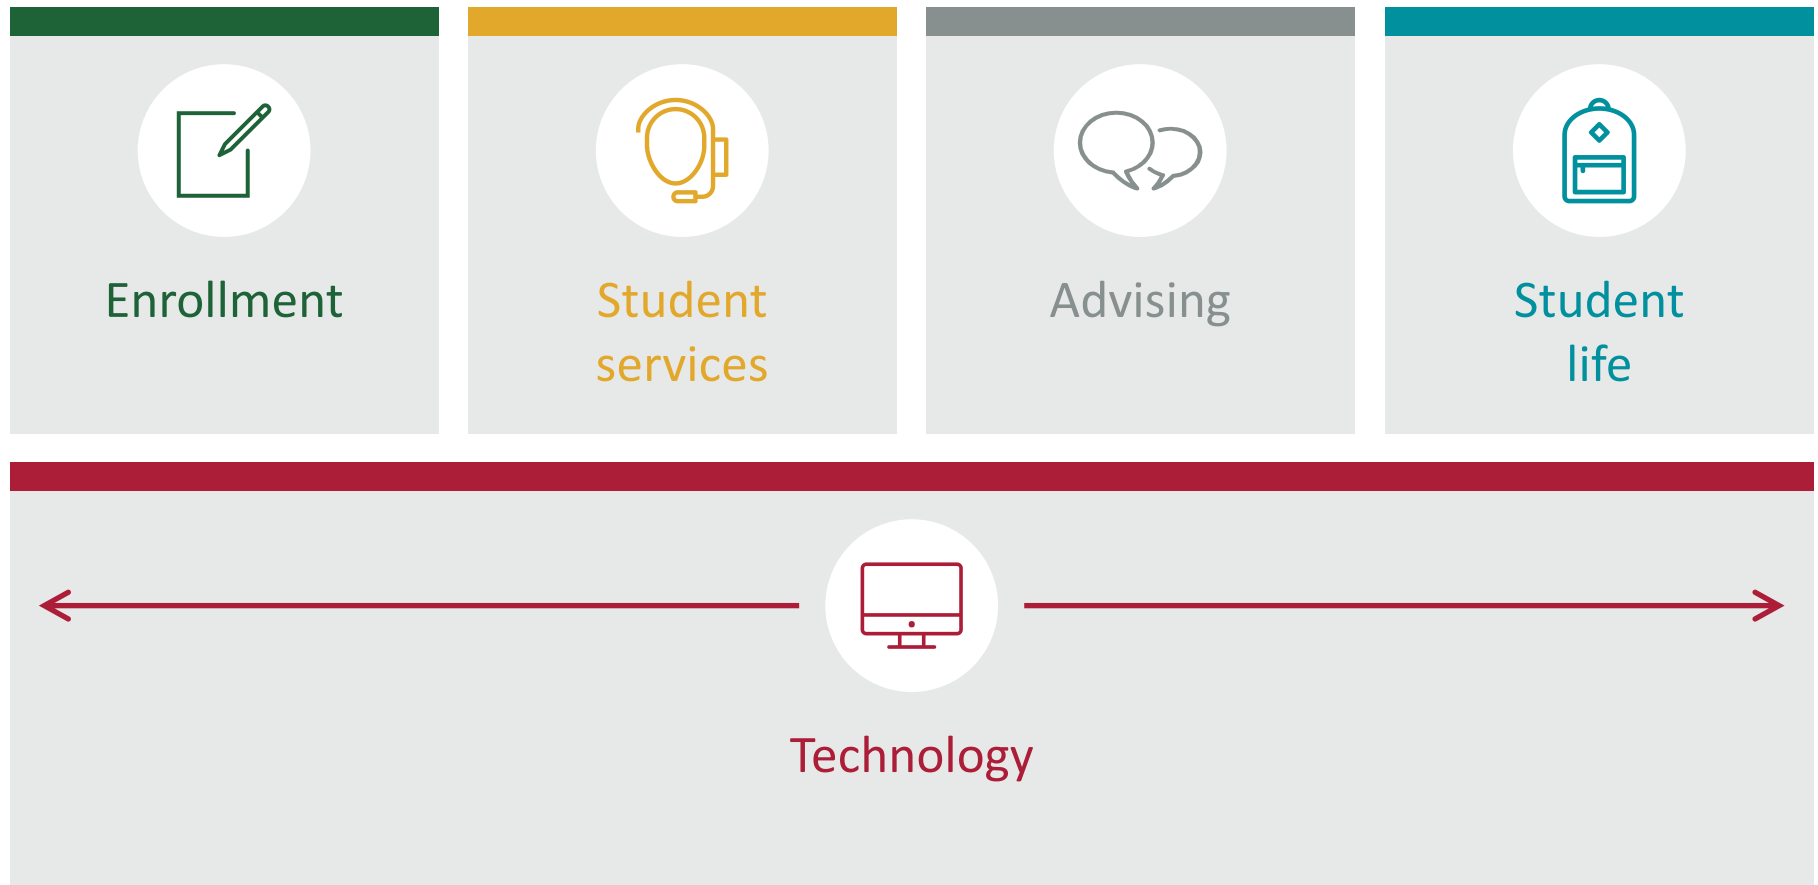 Enrollment
Student
services
Advising
Student
life
Technology